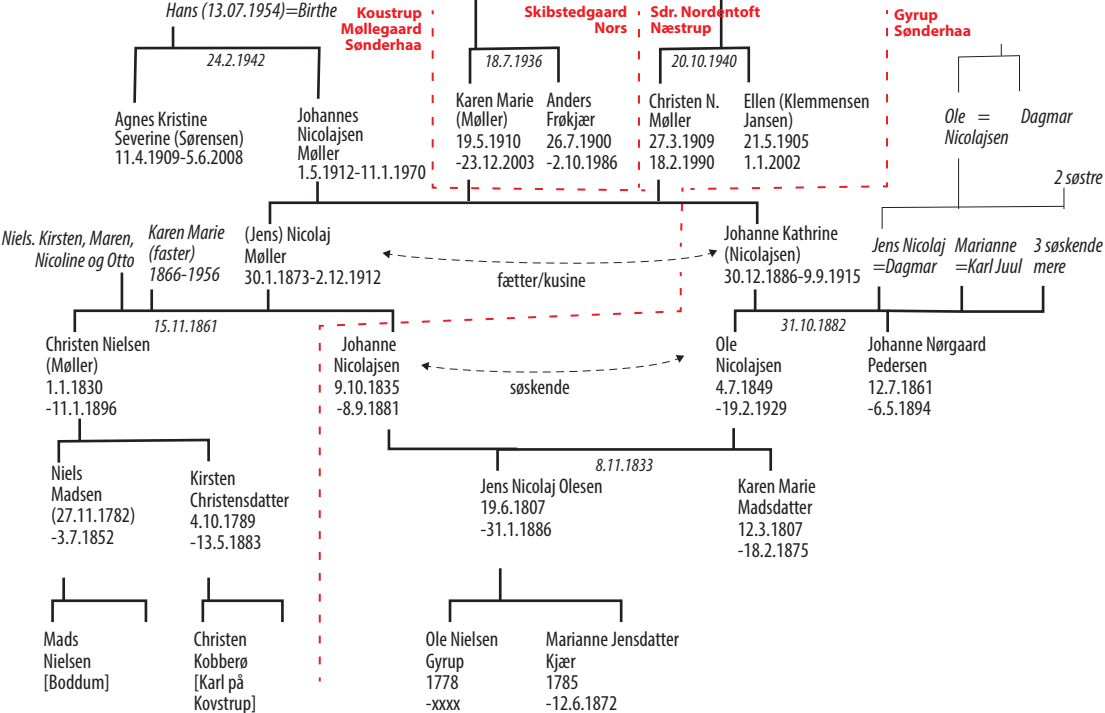 Hans (13.07.1954)=Birthe
Koustrup
Møllegaard
Sønderhaa
Skibstedgaard
Nors
Sdr. Nordentoft
Næstrup
Gyrup
Sønderhaa
24.2.1942
18.7.1936
20.10.1940
Agnes Kristine
Severine (Sørensen)
11.4.1909-5.6.2008
Johannes
Nicolajsen
Møller
1.5.1912-11.1.1970
Karen Marie
(Møller)
19.5.1910
-23.12.2003
Anders
Frøkjær
26.7.1900
-2.10.1986
Christen N.
Møller
27.3.1909
18.2.1990
Ellen (Klemmensen
Jansen)
21.5.1905
1.1.2002
Ole =
Nicolajsen
Dagmar
2 søstre
Niels. Kirsten, Maren,
Nicoline og Otto
Karen Marie
(faster)
1866-1956
(Jens) Nicolaj
Møller
30.1.1873-2.12.1912
fætter/kusine
Johanne Kathrine
(Nicolajsen)
30.12.1886-9.9.1915
Jens Nicolaj
=Dagmar
Marianne
=Karl Juul
3 søskende
mere
15.11.1861
31.10.1882
Christen Nielsen
(Møller)
1.1.1830
-11.1.1896
Johanne
Nicolajsen
9.10.1835
-8.9.1881
søskende
Ole
Nicolajsen
4.7.1849
-19.2.1929
Johanne Nørgaard
Pedersen
12.7.1861
-6.5.1894
8.11.1833
Niels
Madsen
(27.11.1782)
-3.7.1852
Kirsten
Christensdatter
4.10.1789
-13.5.1883
Jens Nicolaj Olesen
19.6.1807
-31.1.1886
Karen Marie
Madsdatter
12.3.1807
-18.2.1875
Mads
Nielsen
[Boddum]
Christen
Kobberø
[Karl på
Kovstrup]
Ole Nielsen
Gyrup
1778
-xxxx
Marianne Jensdatter
Kjær
1785
-12.6.1872